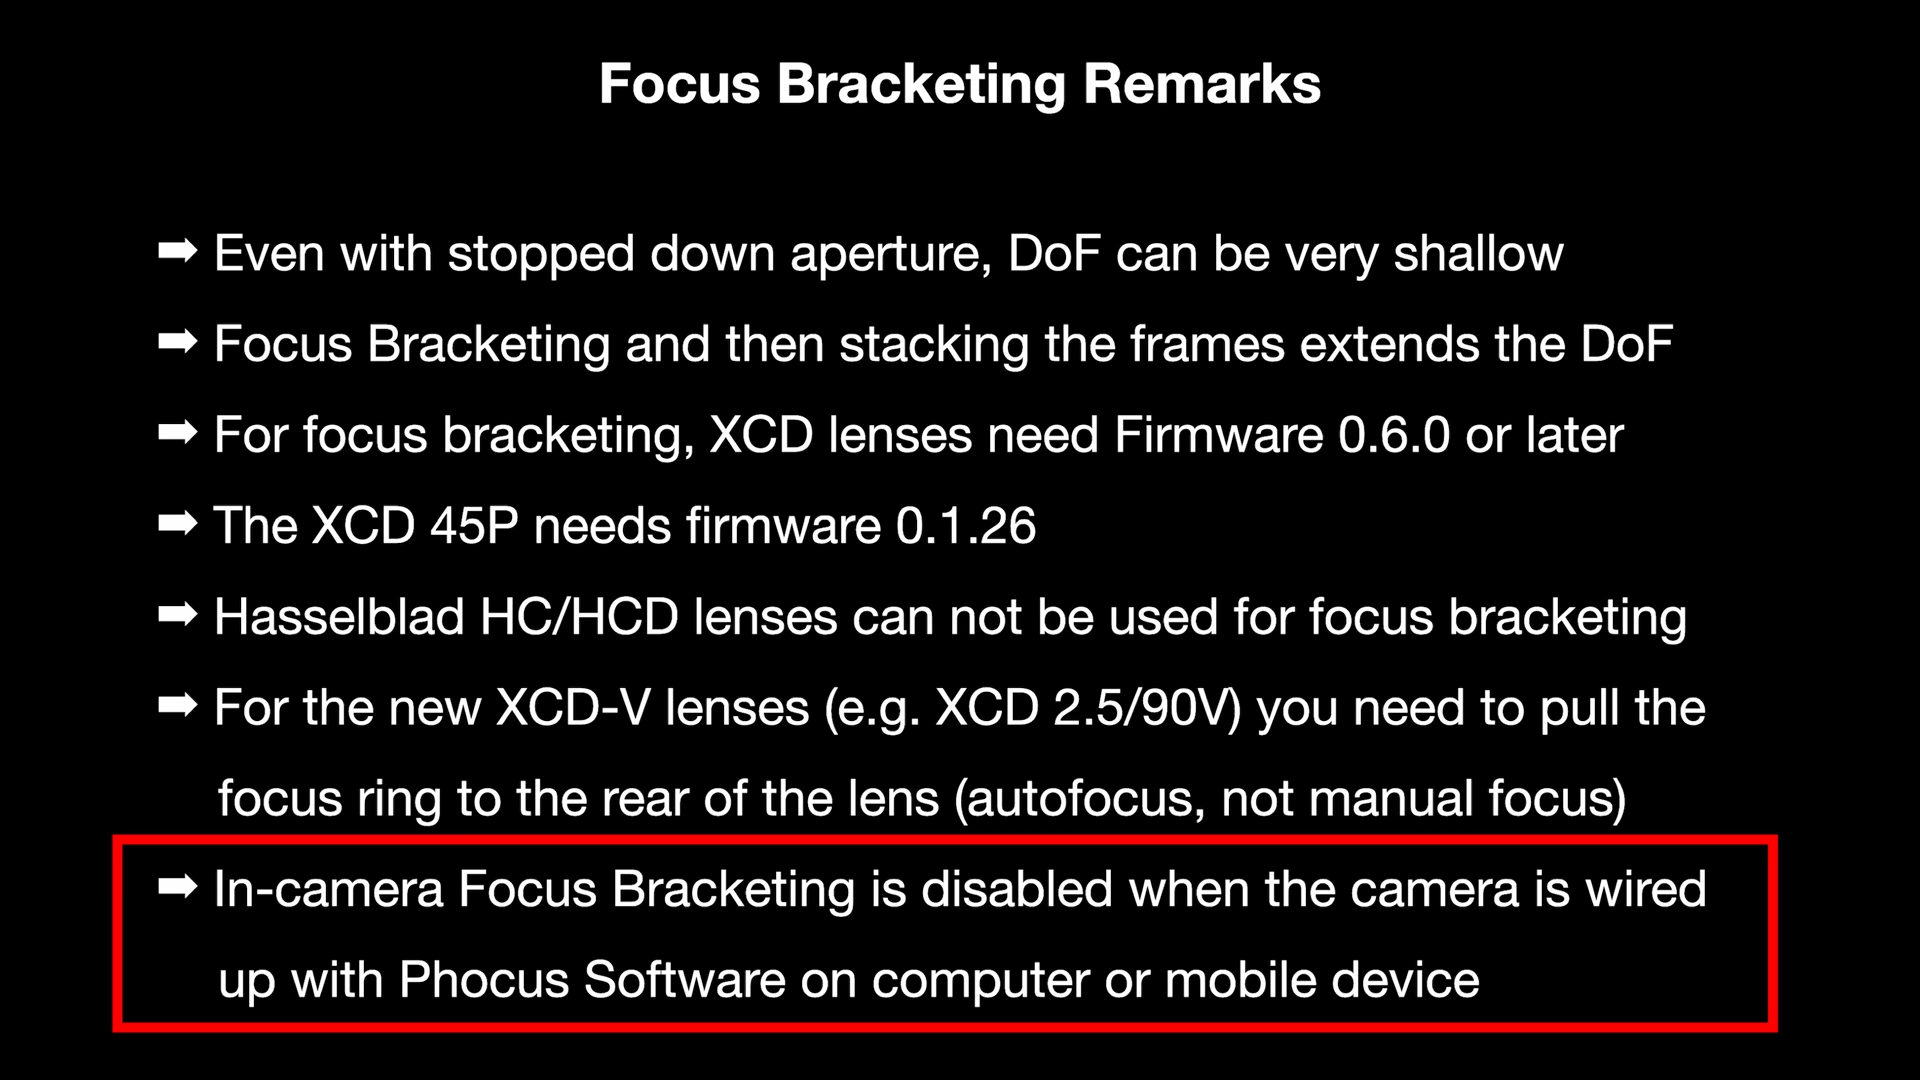 Focus Bracketing Remarks
➡ Even with stopped down aperture, DoF can be very shallow
➡ Focus Bracketing and then stacking the frames extends the DoF
➡ For focus bracketing, XCD lenses need Firmware 0.6.0 or later
➡ The XCD 45P needs firmware 0.1.26
➡ Hasselblad HC/HCD lenses can not be used for focus bracketing
➡ For the new XCD-V lenses (e.g. XCD 2.5/90V) you need to pull the
focus ring to the rear of the lens (autofocus, not manual focus)
➡ In-camera Focus Bracketing is disabled when the camera is wired
up with Phocus Software on computer or mobile device